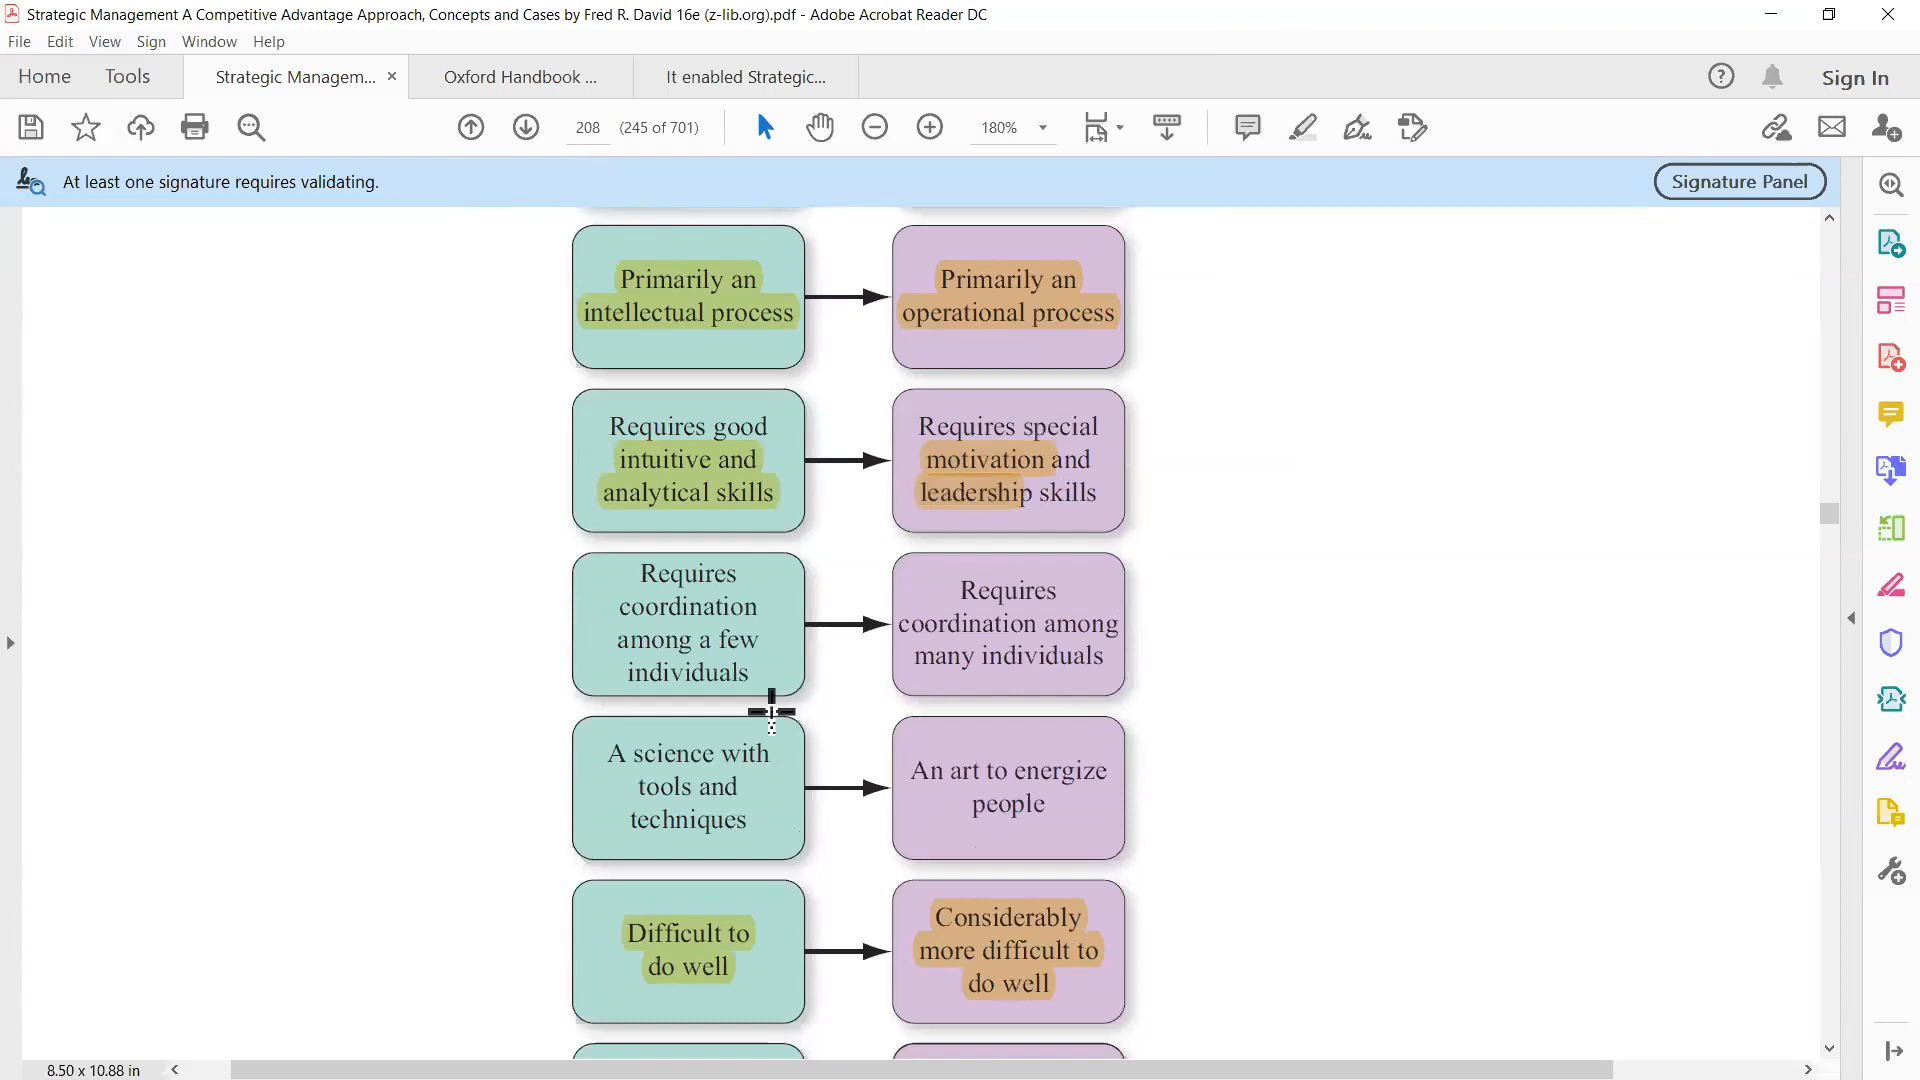 Strategic Management A Competitive Advantage Approach, Concepts and Cases by Fred R. David 16e (z-lib.org).pdf - Adobe Acrobat Reader DC
File Edit View Sign Window Help
Home Tools Strategic Managem... × Oxford Handbook ... It enabled Strategic... Sign In
208 (245 of 701) 180%
At least one signature requires validating. Signature Panel
Primarily an
intellectual process
Primarily an
operational process
Requires good
intuitive and
analytical skills
Requires special
motivation and
leadership skills
Requires
coordination
among a few
individuals
Requires
coordination among
many individuals
A science with
tools and
techniques
An art to energize
people
Difficult to
do well
Considerably
more difficult to
do well
8.50 x 10.88 in